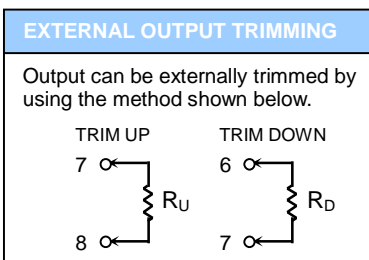 EXTERNAL OUTPUT TRIMMING
Output can be externally trimmed by
using the method shown below.
TRIM UP TRIM DOWN
7 6
RU RD
8 7